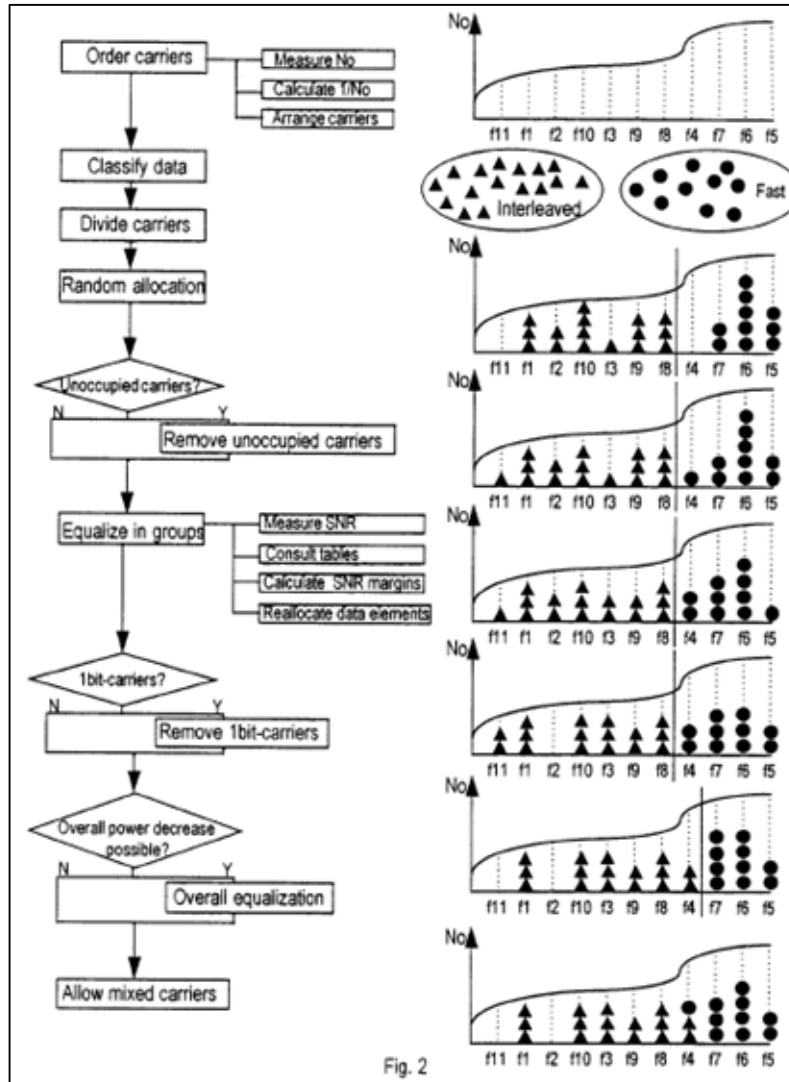 Order carriers
Measure No
Calculate 1/No
Arrange carriers
Classify data
Divide carriers
Random allocation
Unoccupied carriers?
N Y
Remove unoccupied carriers
Equalize in groups
Measure SNR
Consult tables
Calculate SNR margins
Reallocate data elements
1bit-carriers?
N Y
Remove 1bit-carriers
Overall power decrease
possible?
N Y
Overall equalization
Allow mixed carriers
No
f11 f1 f2 f10 f3 f9 f8 f4 f7 f6 f5
Interleaved
Fast
No
f11 f1 f2 f10 f3 f9 f8 f4 f7 f6 f5
No
f11 f1 f2 f10 f3 f9 f8 f4 f7 f6 f5
No
f11 f1 f2 f10 f3 f9 f8 f4 f7 f6 f5
No
f11 f1 f2 f10 f3 f9 f8 f4 f7 f6 f5
No
f11 f1 f2 f10 f3 f9 f8 f4 f7 f6 f5
No
f11 f1 f2 f10 f3 f9 f8 f4 f7 f6 f5
Fig. 2